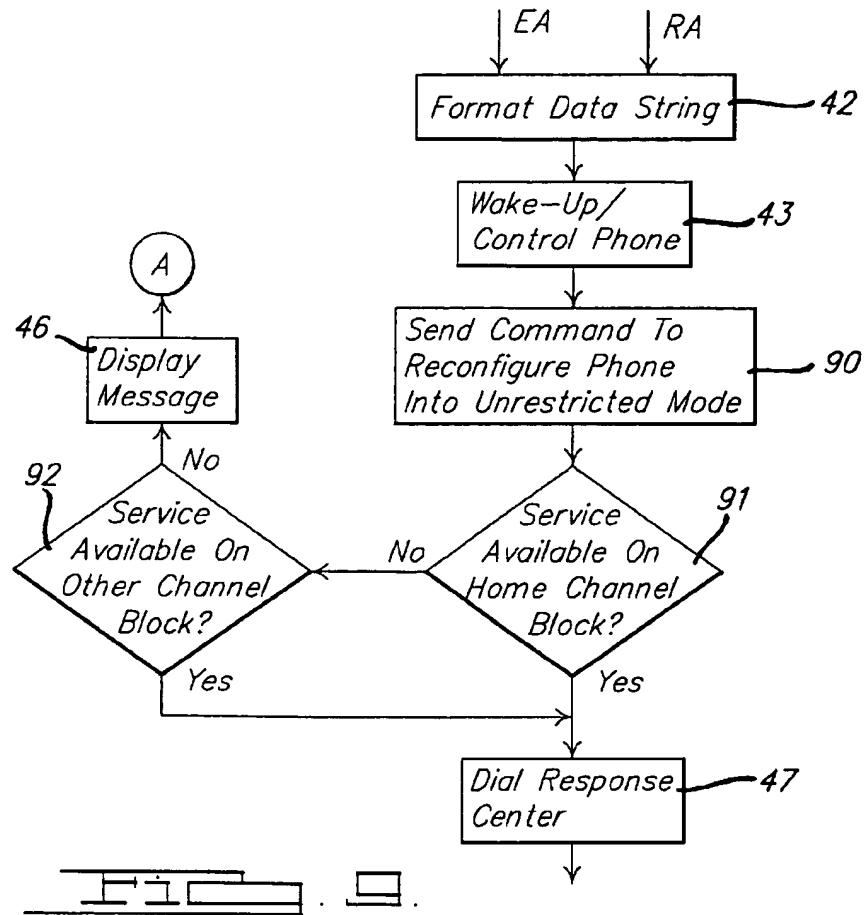 EA
RA
Format Data String
42
Wake-Up/
Control Phone
43
A
46
Display
Message
Send Command To
Reconfigure Phone
Into Unrestricted Mode
90
No
92
Service
Available On
Other Channel
Block?
No
Service
Available On
Home Channel
Block?
91
Yes
Yes
Dial Response
Center
47